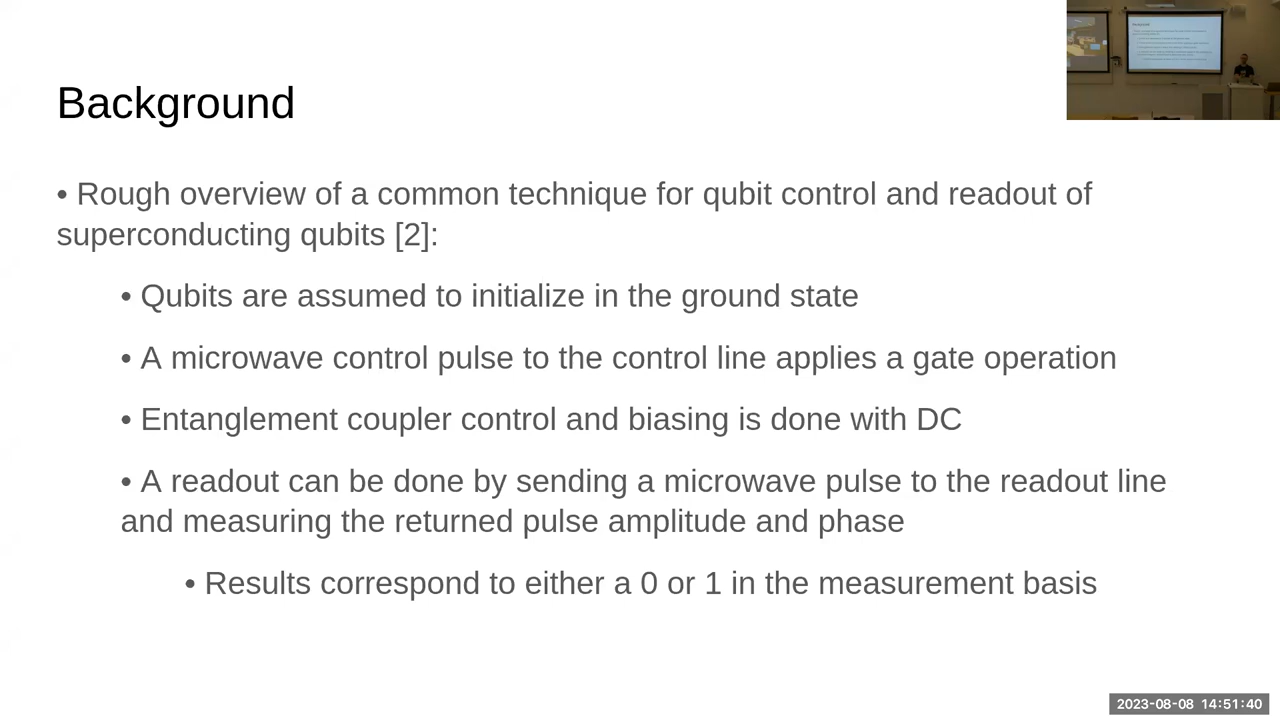 Background
• Rough overview of a common technique for qubit control and readout of
superconducting qubits [2]:
• Qubits are assumed to initialize in the ground state
• A microwave control pulse to the control line applies a gate operation
• Entanglement coupler control and biasing is done with DC
• A readout can be done by sending a microwave pulse to the readout line
and measuring the returned pulse amplitude and phase
• Results correspond to either a 0 or 1 in the measurement basis
2023-08-08 14:51:40